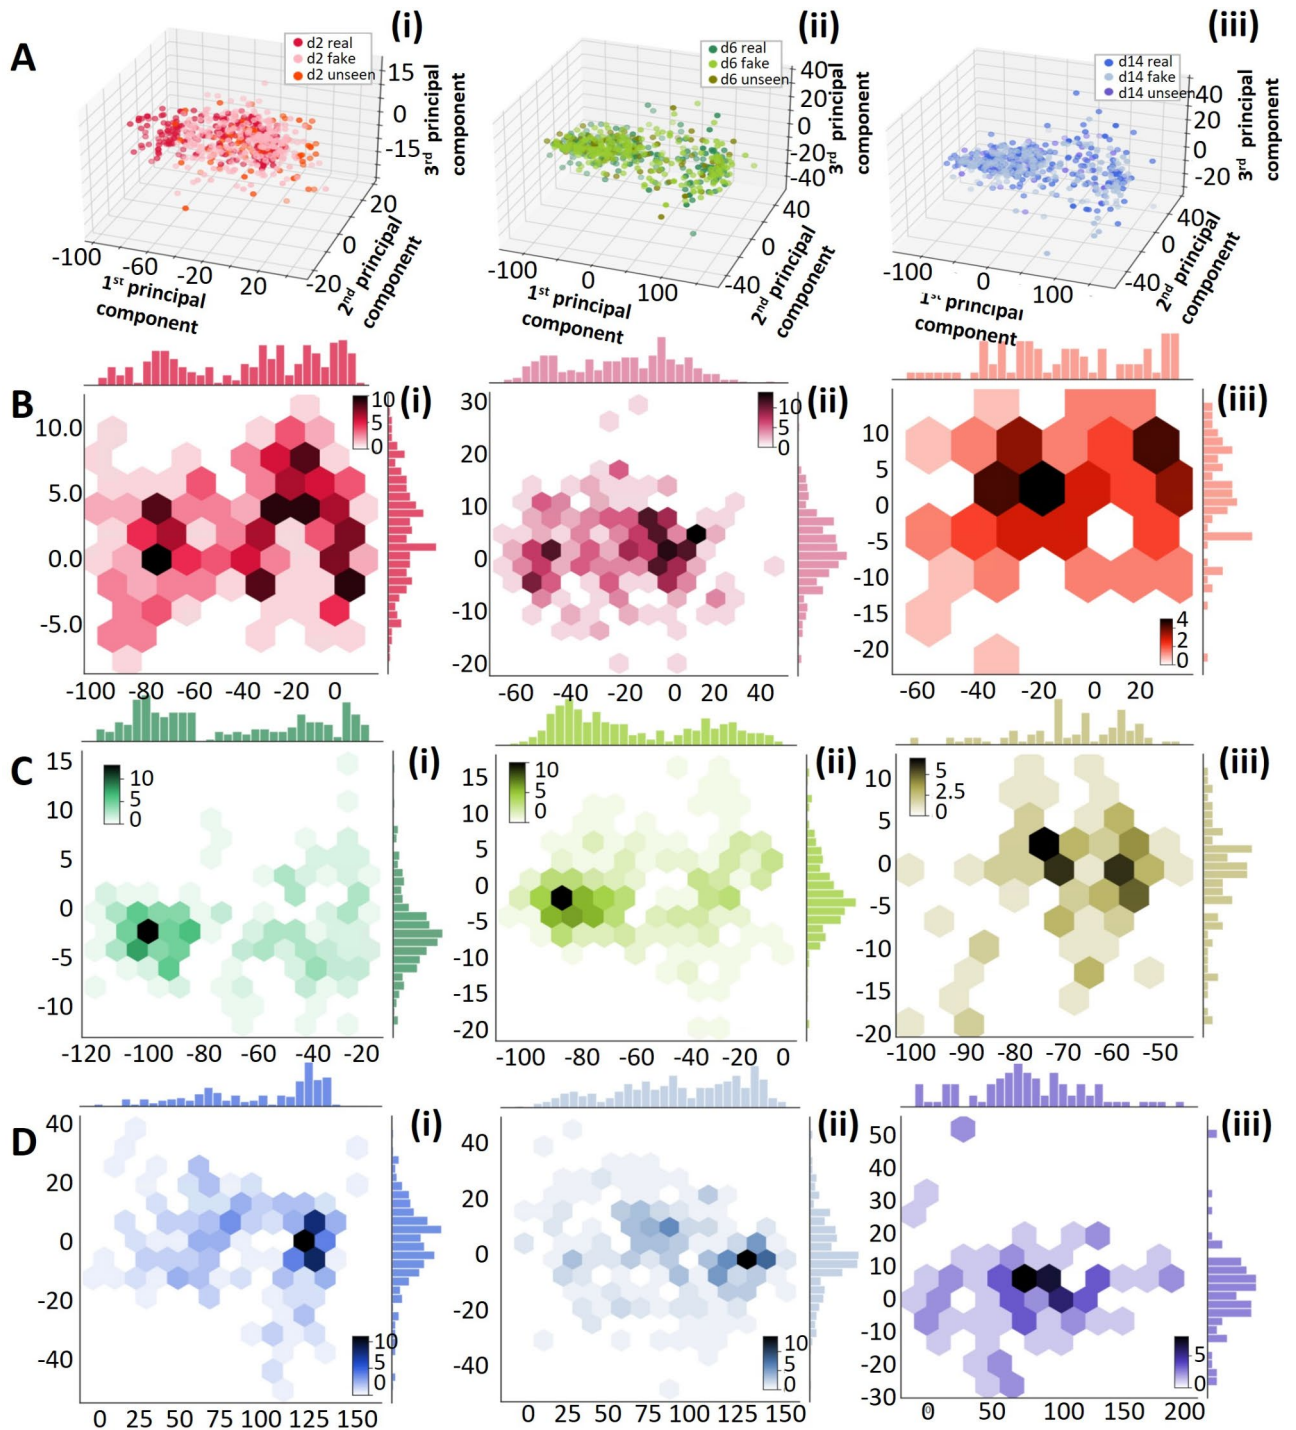 A
(i)
d2 real
d2 fake
d2 unseen
15
0
-15
3rd principal
component
20
0
-20
2nd principal
component
-100
-60
-20
20
1st principal
component
(ii)
d6 real
d6 fake
d6 unseen
40
20
0
-20
-40
3rd principal
component
40
0
-40
2nd principal
component
-100
0
100
1st principal
component
(iii)
d14 real
d14 fake
d14 unseen
40
20
0
-20
3rd principal
component
40
0
-40
2nd principal
component
-100
0
100
1st principal
component
B
(i)
10
5
0
10.0
5.0
0.0
-5.0
-100 -80 -60 -40 -20 0
(ii)
10
5
0
30
20
10
0
-10
-20
-60 -40 -20 0 20 40
(iii)
10
5
0
-5
-10
-15
-20
4
2
0
-60 -40 -20 0 20
C
(i)
10
5
0
15
10
5
0
-5
-10
-120 -100 -80 -60 -40 -20
(ii)
10
5
0
15
11
5
0
-5
-10
-15
-20
-100 -80 -60 -40 -20 0
(iii)
5
2.5
0
10
5
0
-5
-10
-15
-20
-100 -90 -80 -70 -60 -50
D
(i)
40
20
0
-20
-40
10
5
0
0 25 50 75 100 125 150
(ii)
40
20
0
-20
-40
10
5
0
0 25 50 75 100 125 150
(iii)
50
40
30
20
10
0
-10
-20
-30
5
0
0 50 100 150 200